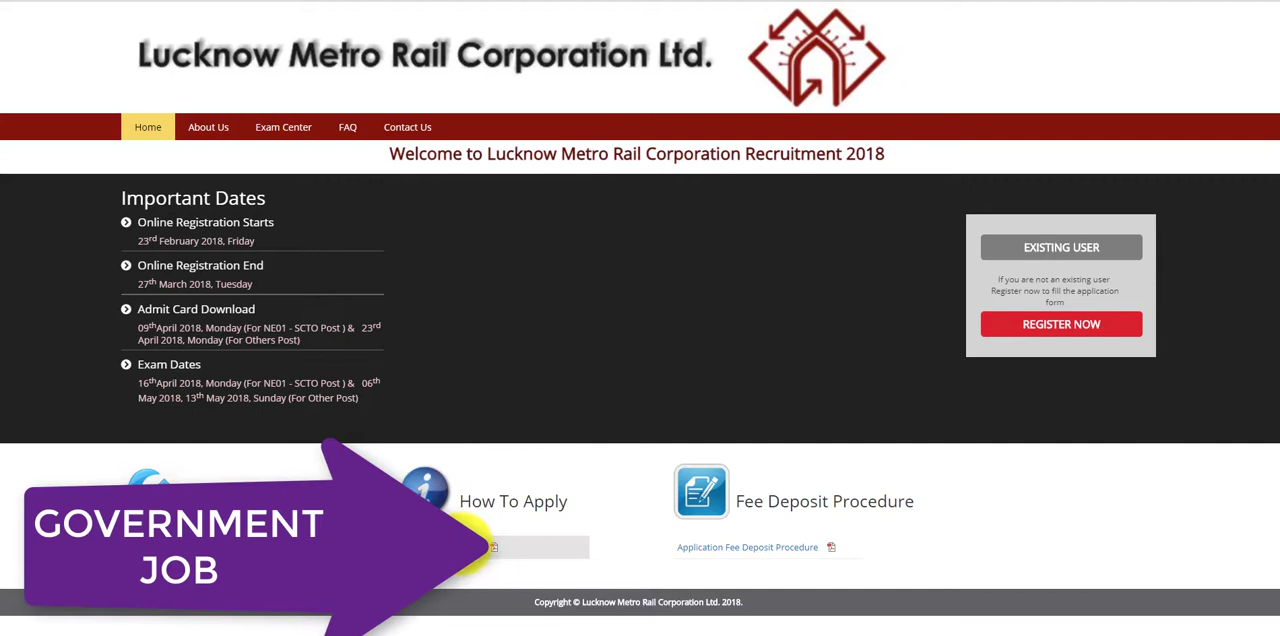 Lucknow Metro Rail Corporation Ltd.
Home About Us Exam Center FAQ Contact Us
Welcome to Lucknow Metro Rail Corporation Recruitment 2018
Important Dates
Online Registration Starts
23rd February 2018, Friday
Online Registration End
27th March 2018, Tuesday
Admit Card Download
09thApril 2018, Monday (For NE01 - SCTO Post ) & 23rd
April 2018, Monday (For Others Post)
Exam Dates
16thApril 2018, Monday (For NE01 - SCTO Post ) & 06th
May 2018, 13th May 2018, Sunday (For Other Post)
EXISTING USER
If you are not an existing user
Register now to fill the application
form
REGISTER NOW
How To Apply
Fee Deposit Procedure
Application Fee Deposit Procedure
GOVERNMENT
JOB
Copyright © Lucknow Metro Rail Corporation Ltd. 2018.